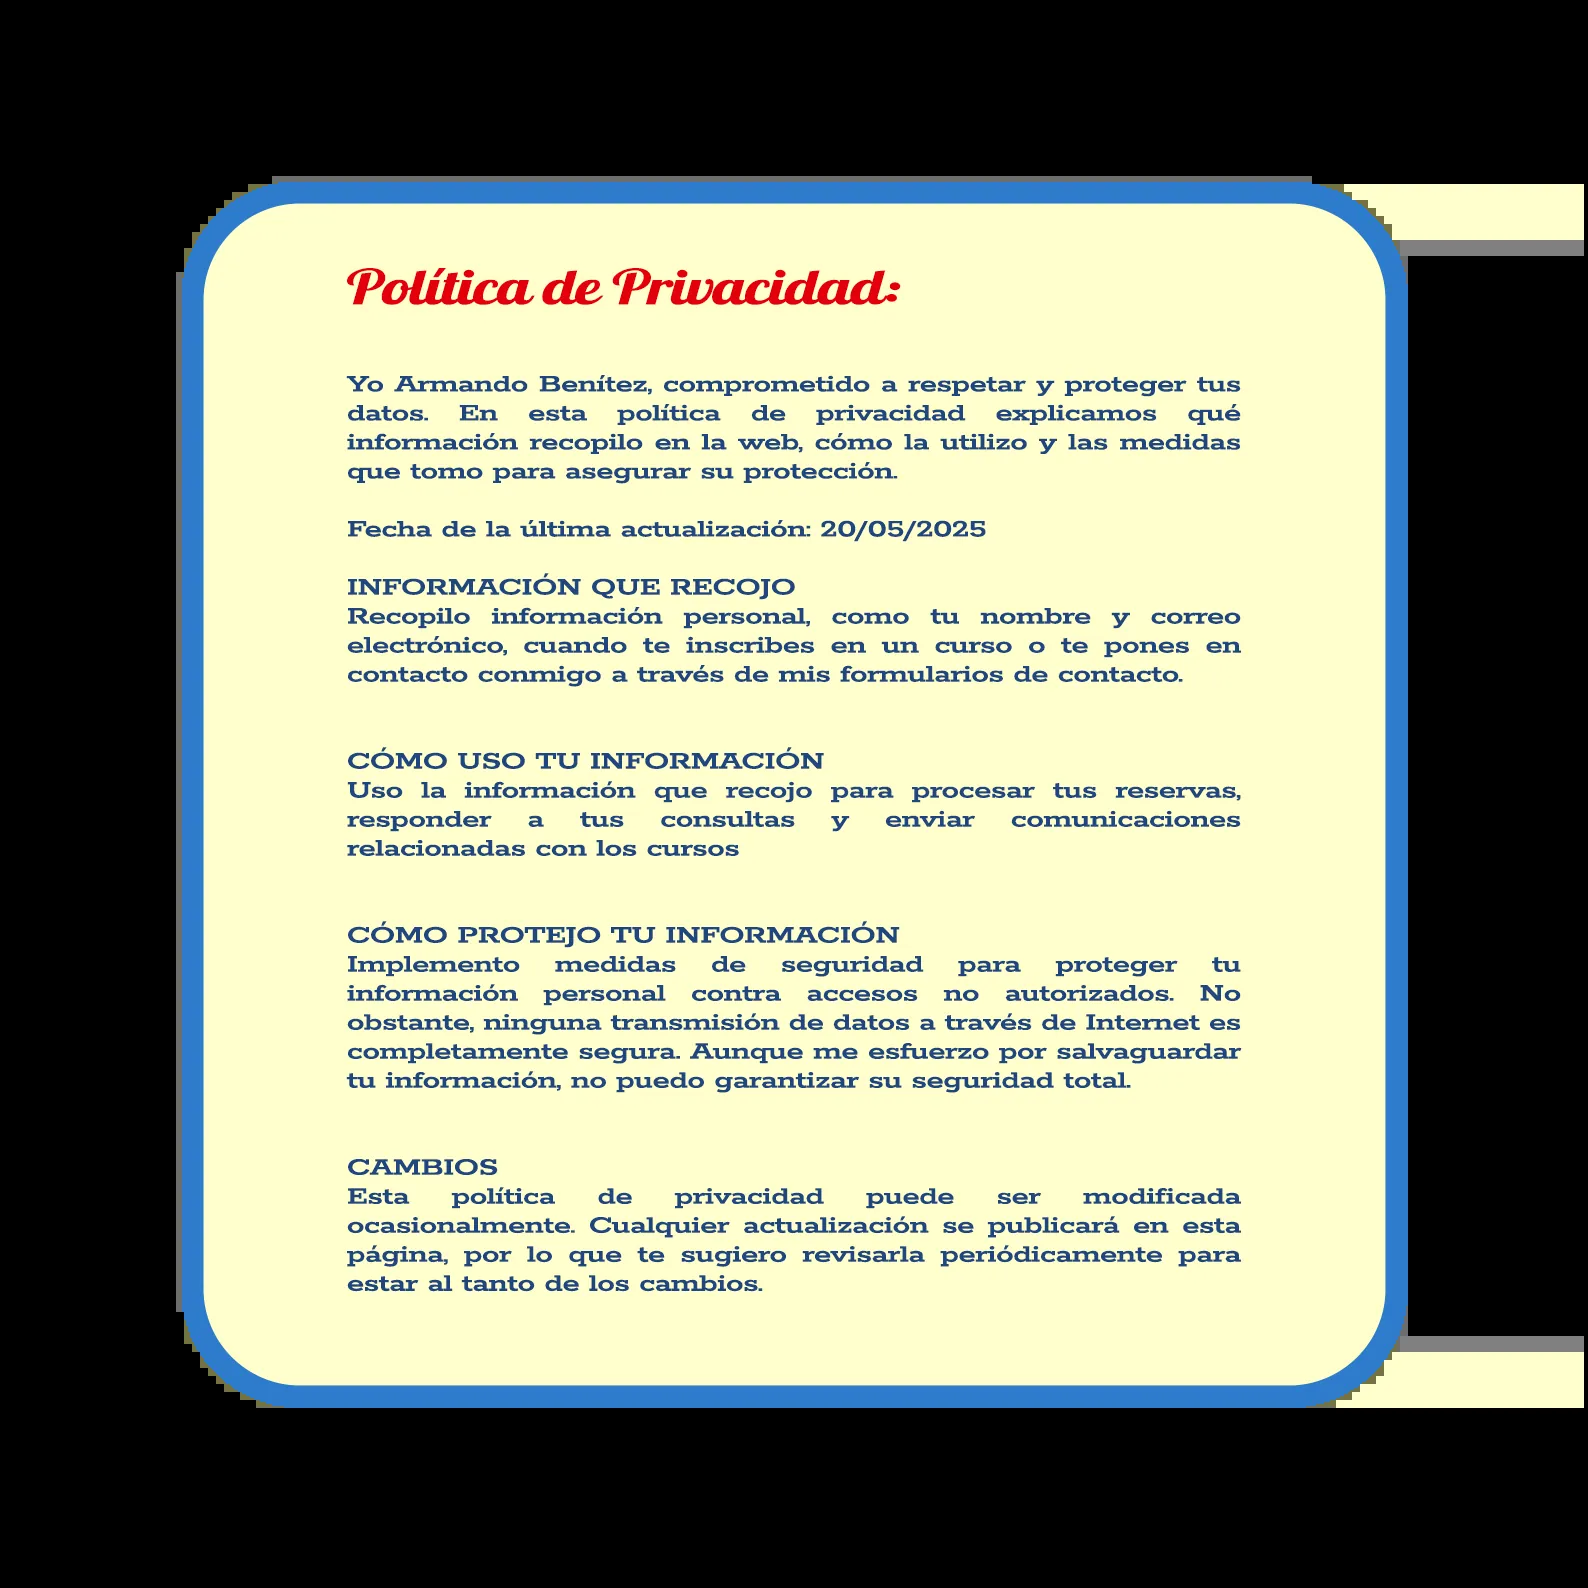 Política de Privacidad:
Yo Armando Benítez, comprometido a respetar y proteger tus
datos. En esta política de privacidad explicamos qué
información recopilo en la web, cómo la utilizo y las medidas
que tomo para asegurar su protección.
Fecha de la última actualización: 20/05/2025
INFORMACIÓN QUE RECOJO
Recopilo información personal, como tu nombre y correo
electrónico, cuando te inscribes en un curso o te pones en
contacto conmigo a través de mis formularios de contacto.
CÓMO USO TU INFORMACIÓN
Uso la información que recojo para procesar tus reservas,
responder a tus consultas y enviar comunicaciones
relacionadas con los cursos
CÓMO PROTEJO TU INFORMACIÓN
Implemento medidas de seguridad para proteger tu
información personal contra accesos no autorizados. No
obstante, ninguna transmisión de datos a través de Internet es
completamente segura. Aunque me esfuerzo por salvaguardar
tu información, no puedo garantizar su seguridad total.
CAMBIOS
Esta política de privacidad puede ser modificada
ocasionalmente. Cualquier actualización se publicará en esta
página, por lo que te sugiero revisarla periódicamente para
estar al tanto de los cambios.